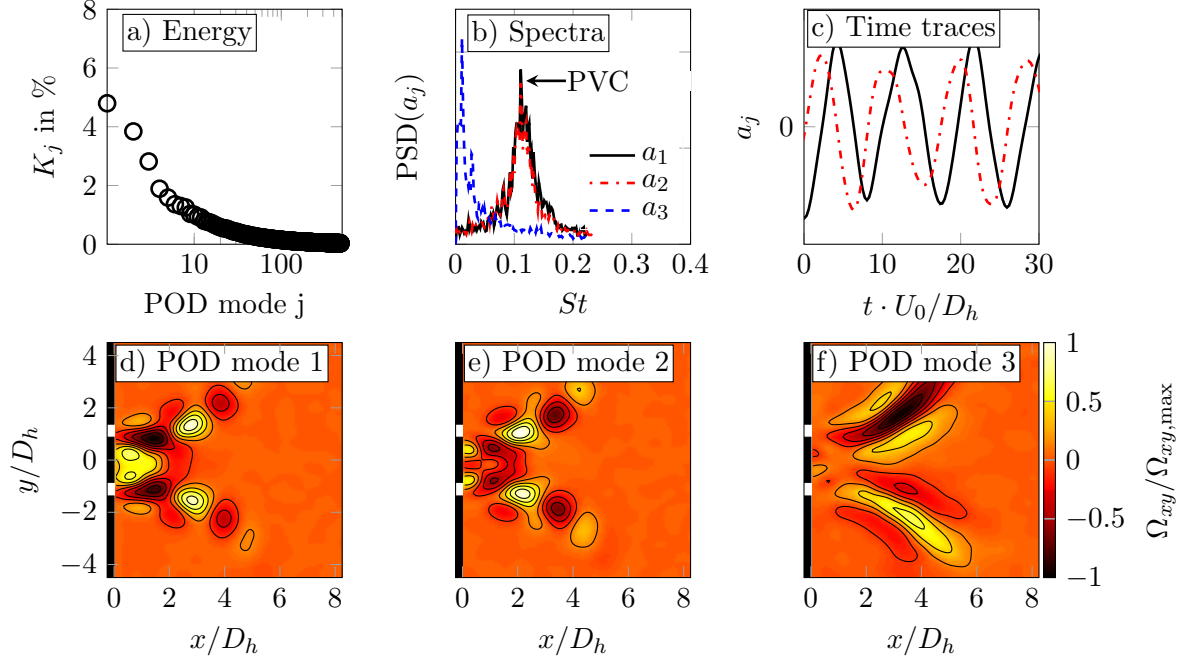 a) Energy
K_j in %
8
6
4
2
0
10
100
POD mode j
b) Spectra
PSD(a_j)
PVC
a_1
a_2
a_3
0
0.1
0.2
0.3
0.4
St
c) Time traces
a_j
0
0
10
20
30
t · U_0/D_h
d) POD mode 1
y/D_h
4
2
0
−2
−4
0
2
4
6
8
x/D_h
e) POD mode 2
0
2
4
6
8
x/D_h
f) POD mode 3
0
2
4
6
8
x/D_h
1
0.5
0
−0.5
−1
Ω_xy/Ω_xy,max